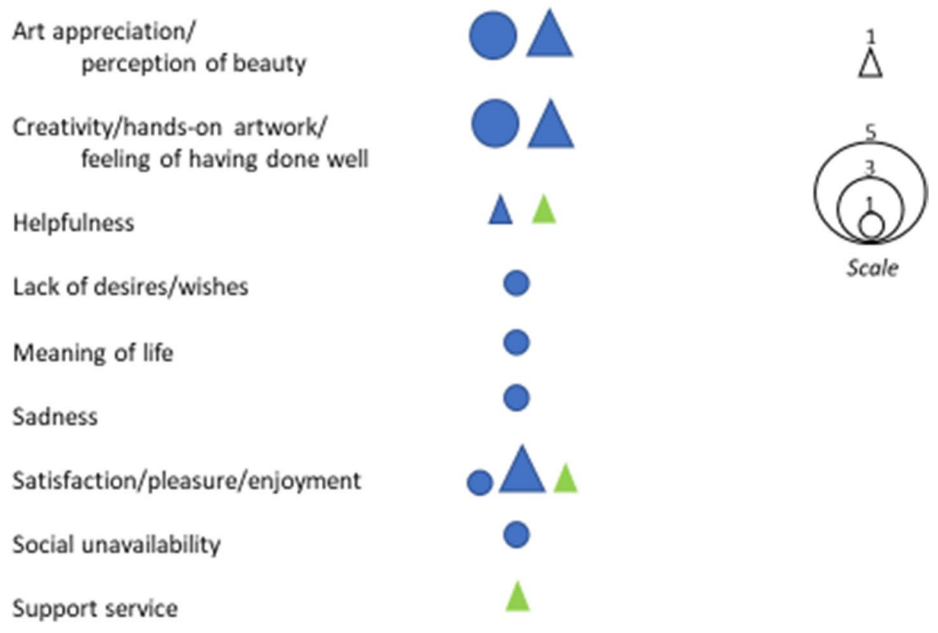 Art appreciation/
perception of beauty
Creativity/hands-on artwork/
feeling of having done well
Helpfulness
Lack of desires/wishes
Meaning of life
Sadness
Satisfaction/pleasure/enjoyment
Social unavailability
Support service
1
5
3
1
Scale